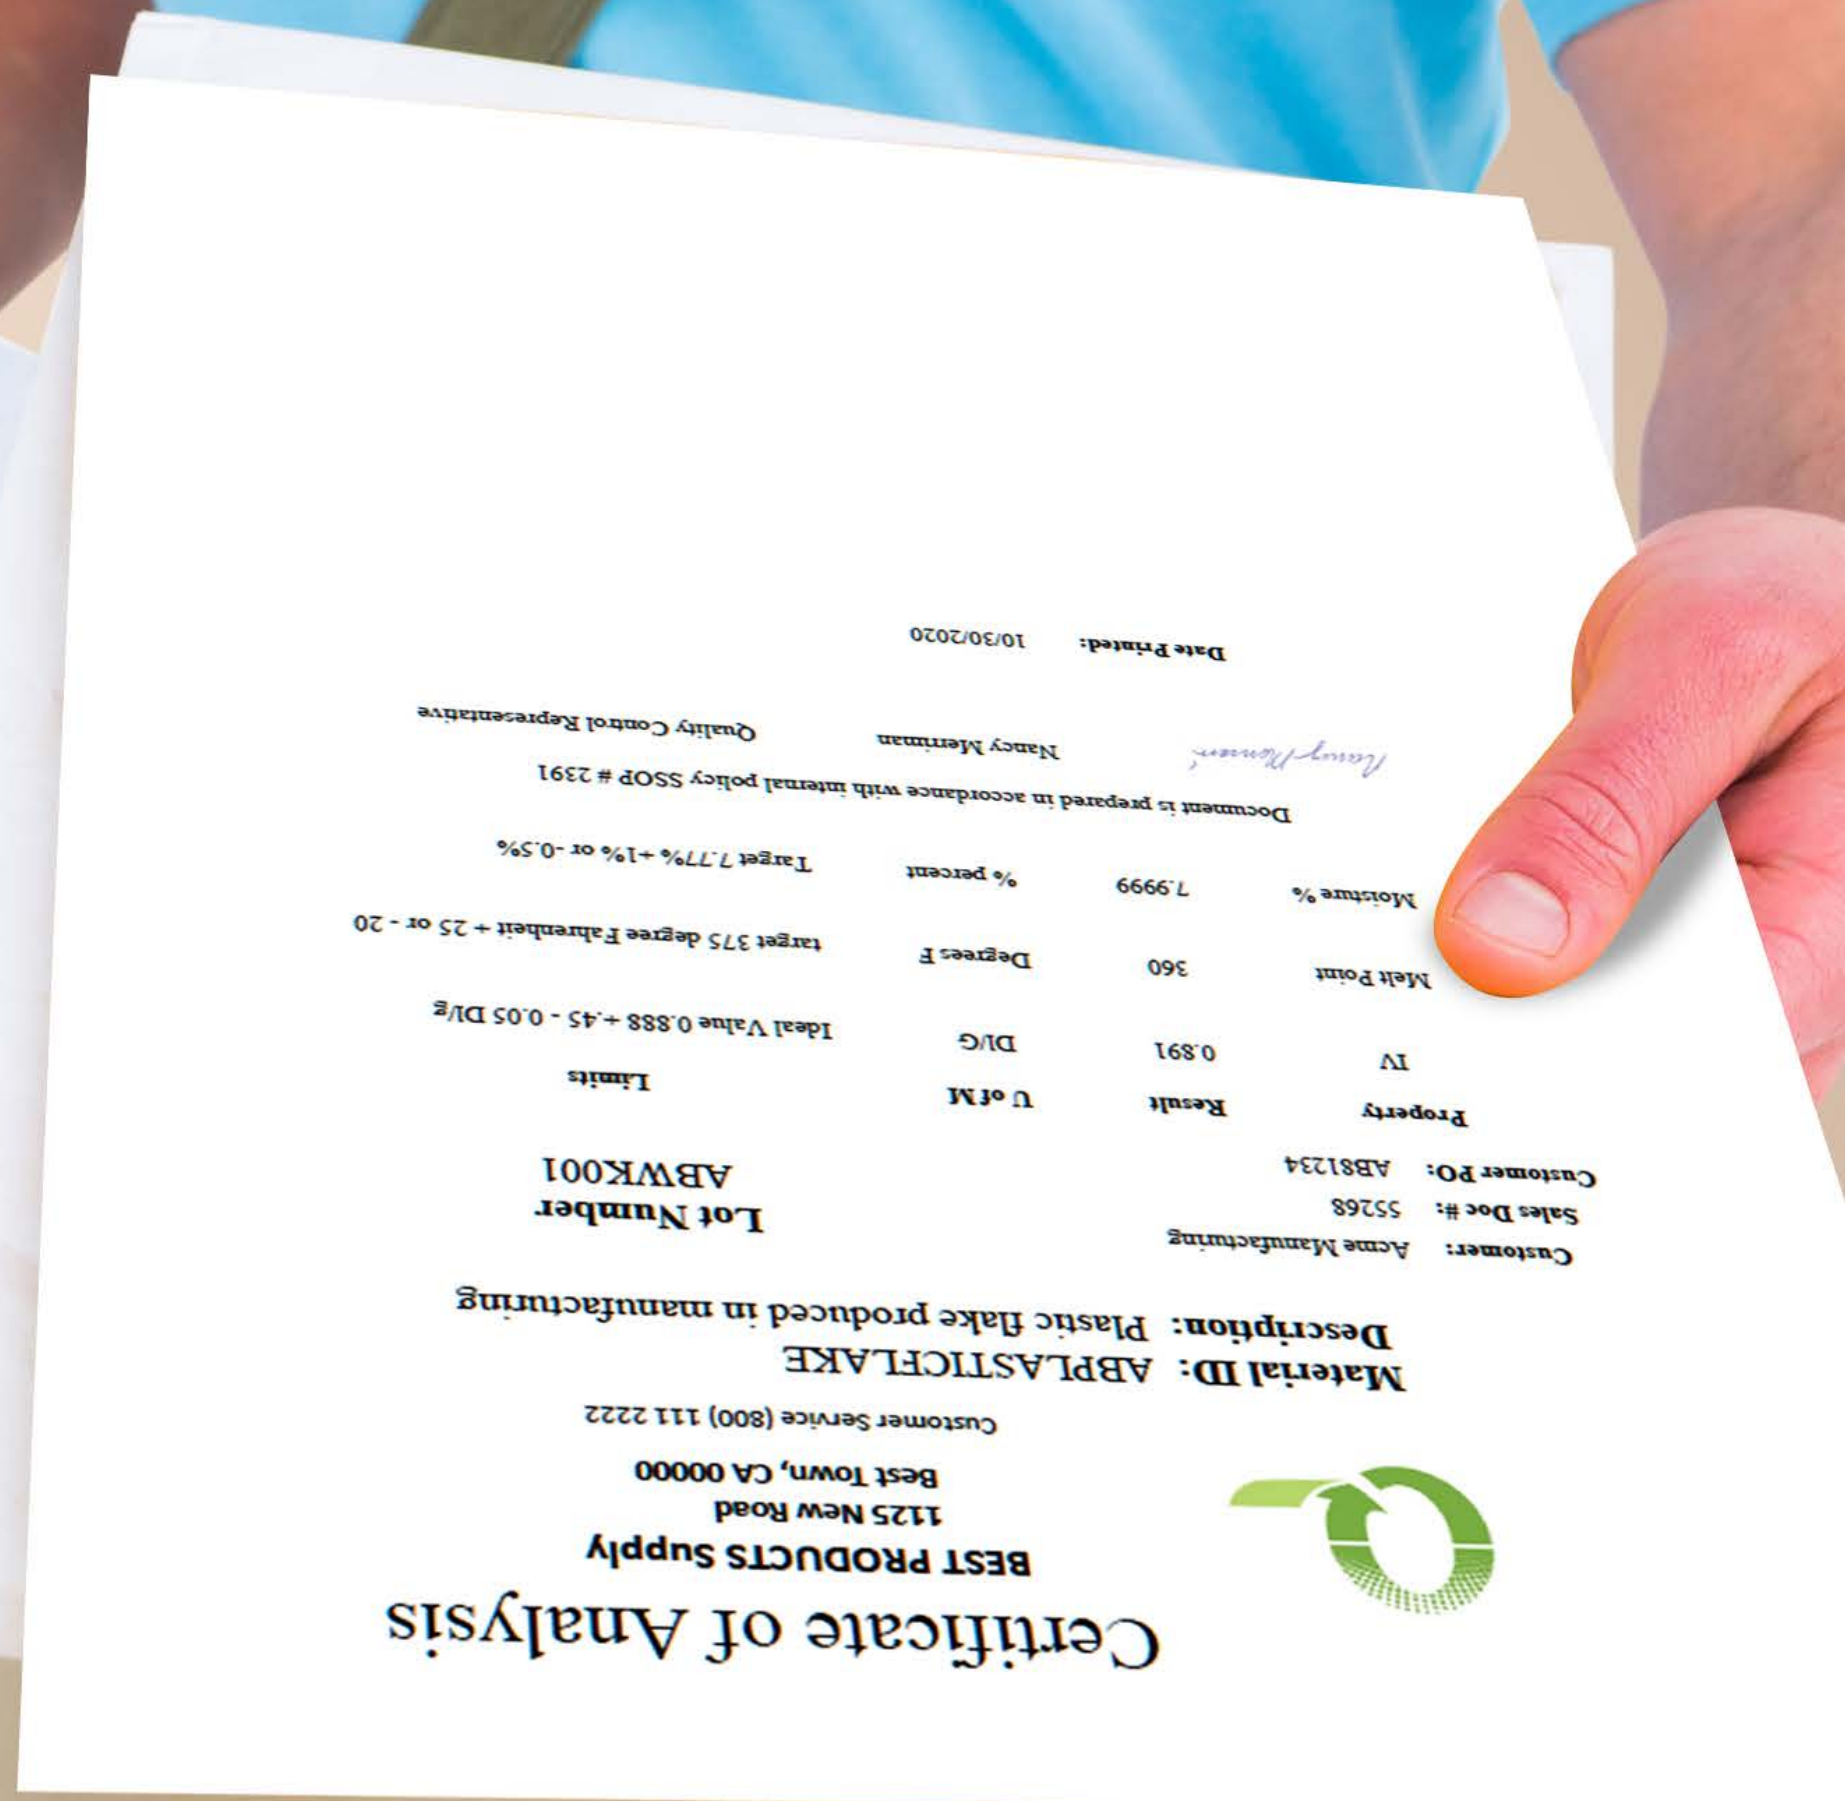 Certificate of Analysis
BEST PRODUCTS Supply
1125 New Road
Best Town, CA 00000
Customer Service (800) 111 2222
Material ID: ABPLASTICFLAKE
Description: Plastic flake produced in manufacturing
Customer: Acme Manufacturing
Sales Doc #: 55268
Customer PO: AB81234
Lot Number
ABWK001
Property Result U of M Limits
IV 0.891 Dl/G Ideal Value 0.888 +.45 - 0.05 Dl/g
Melt Point 360 Degrees F target 375 degree Fahrenheit + 25 or - 20
Moisture % 7.9999 % percent Target 7.77% +1% or -0.5%
Document is prepared in accordance with internal policy SSOP # 2391
Nancy Merriman Nancy Merriman Quality Control Representative
Date Printed: 10/30/2020